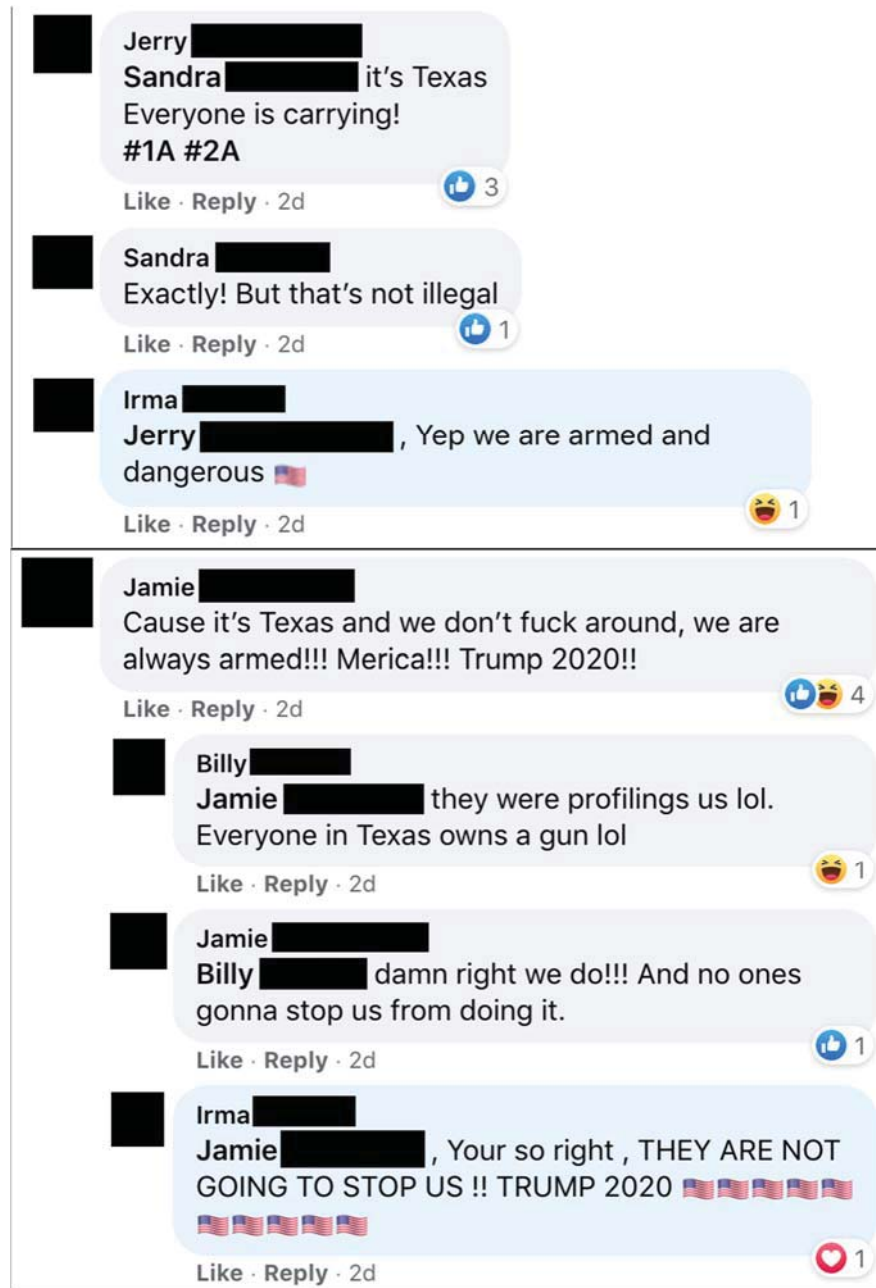 Jerry
Sandra it’s Texas
Everyone is carrying!
#1A #2A
3
Like · Reply · 2d
Sandra
Exactly! But that’s not illegal
1
Like · Reply · 2d
Irma
Jerry , Yep we are armed and
dangerous 🇺🇸
1
Like · Reply · 2d
Jamie
Cause it’s Texas and we don’t fuck around, we are
always armed!!! Merica!!! Trump 2020!!
4
Like · Reply · 2d
Billy
Jamie they were profilings us lol.
Everyone in Texas owns a gun lol
1
Like · Reply · 2d
Jamie
Billy damn right we do!!! And no ones
gonna stop us from doing it.
1
Like · Reply · 2d
Irma
Jamie , Your so right , THEY ARE NOT
GOING TO STOP US !! TRUMP 2020 🇺🇸🇺🇸🇺🇸🇺🇸🇺🇸
🇺🇸🇺🇸🇺🇸🇺🇸🇺🇸
1
Like · Reply · 2d